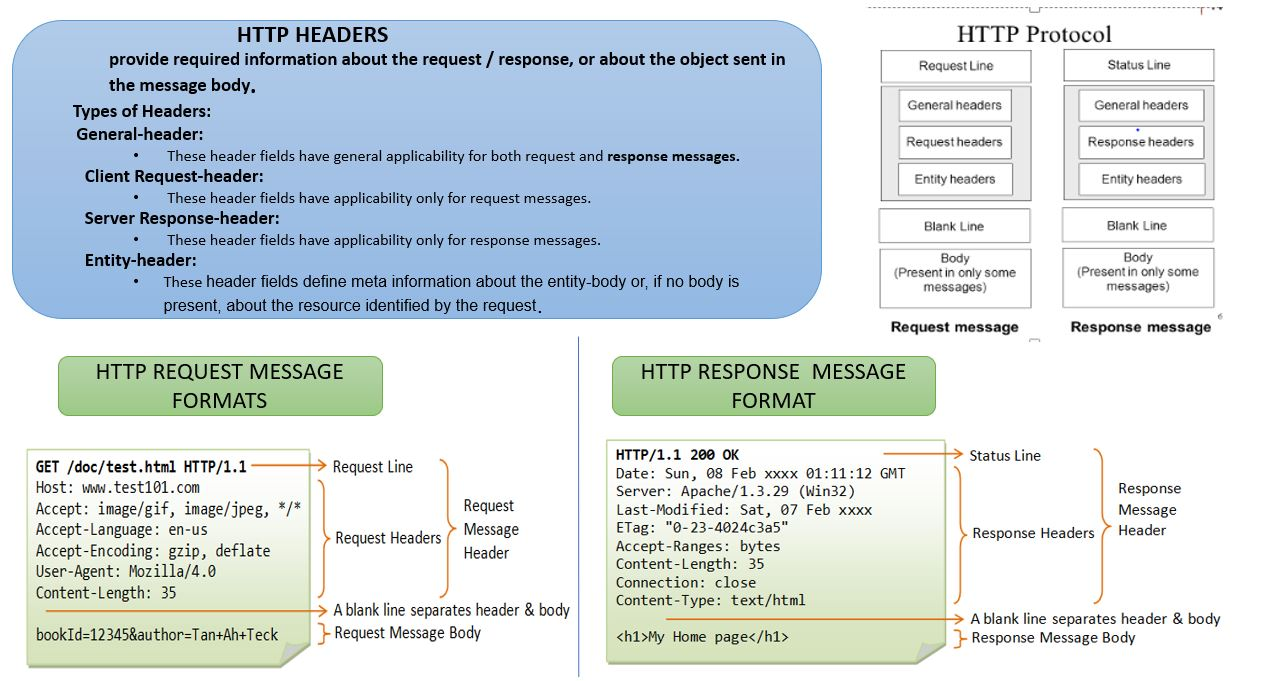 HTTP HEADERS
provide required information about the request / response, or about the object sent in
the message body.
Types of Headers:
General-header:
• These header fields have general applicability for both request and response messages.
Client Request-header:
• These header fields have applicability only for request messages.
Server Response-header:
• These header fields have applicability only for response messages.
Entity-header:
• These header fields define meta information about the entity-body or, if no body is
present, about the resource identified by the request.
HTTP Protocol
Request Line
General headers
Request headers
Entity headers
Blank Line
Body
(Present in only some
messages)
Request message
Status Line
General headers
Response headers
Entity headers
Blank Line
Body
(Present in only some
messages)
Response message
6
HTTP REQUEST MESSAGE
FORMATS
GET /doc/test.html HTTP/1.1
Host: www.test101.com
Accept: image/gif, image/jpeg, */*
Accept-Language: en-us
Accept-Encoding: gzip, deflate
User-Agent: Mozilla/4.0
Content-Length: 35
bookId=12345&author=Tan+Ah+Teck
Request Line
Request Headers
Request
Message
Header
A blank line separates header & body
Request Message Body
HTTP RESPONSE MESSAGE
FORMAT
HTTP/1.1 200 OK
Date: Sun, 08 Feb xxxx 01:11:12 GMT
Server: Apache/1.3.29 (Win32)
Last-Modified: Sat, 07 Feb xxxx
ETag: "0-23-4024c3a5"
Accept-Ranges: bytes
Content-Length: 35
Connection: close
Content-Type: text/html
<h1>My Home page</h1>
Status Line
Response Headers
Response
Message
Header
A blank line separates header & body
Response Message Body